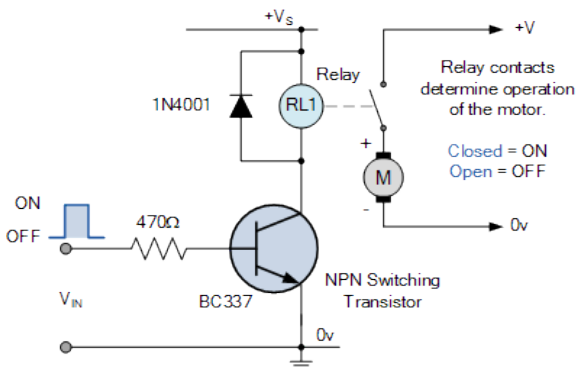 +VS
+V
Relay
1N4001
RL1
Relay contacts
determine operation
of the motor.
Closed = ON
Open = OFF
+
M
-
ON
OFF
470Ω
0v
VIN
BC337
NPN Switching
Transistor
0v